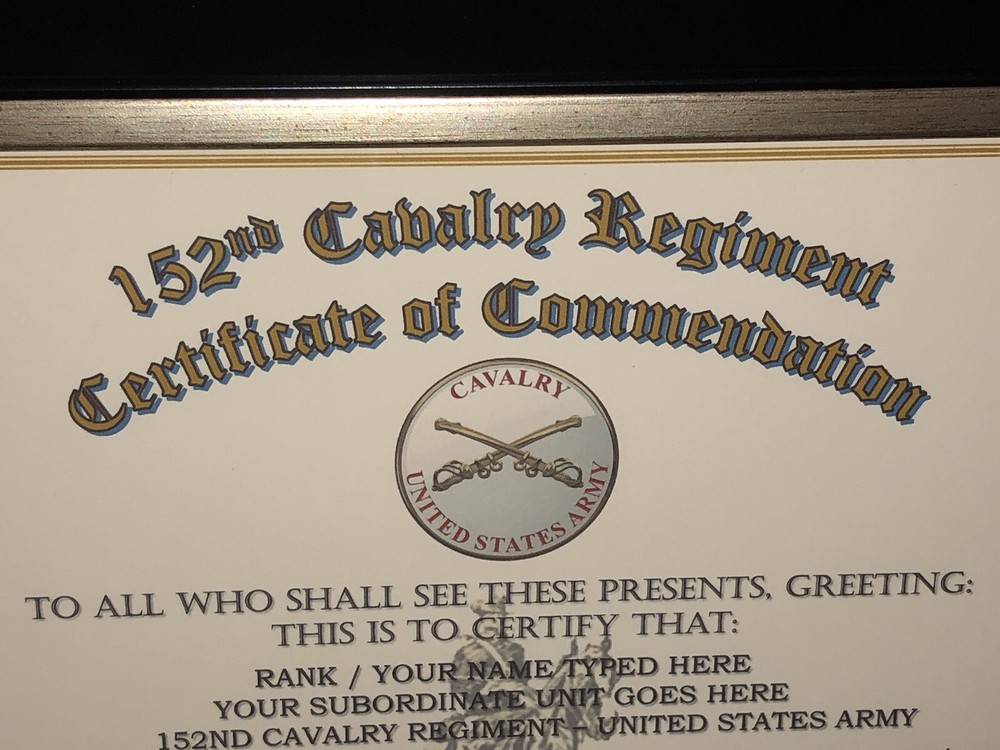 152nd Cavalry Regiment
Certificate of Commendation
CAVALRY
UNITED STATES ARMY
TO ALL WHO SHALL SEE THESE PRESENTS, GREETING:
THIS IS TO CERTIFY THAT:
RANK / YOUR NAME TYPED HERE
YOUR SUBORDINATE UNIT GOES HERE
152ND CAVALRY REGIMENT - UNITED STATES ARMY